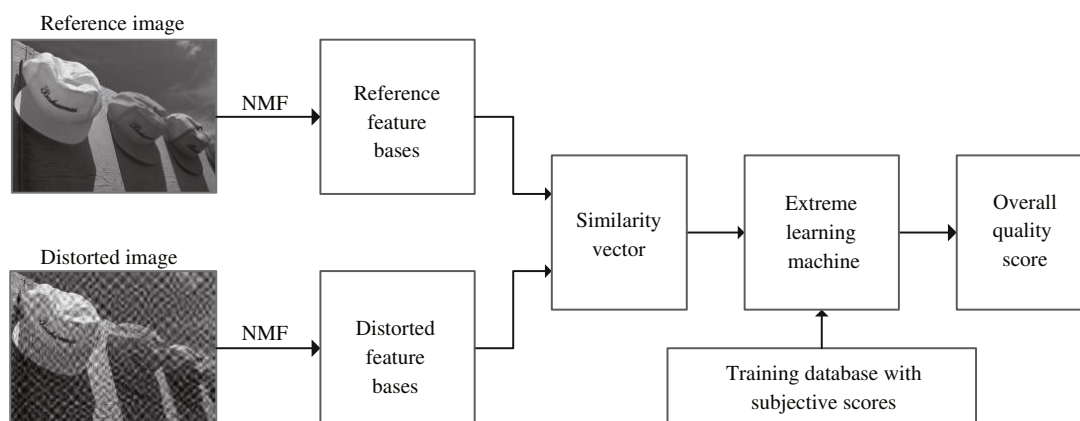 Reference image
NMF
Reference
feature
bases
Distorted image
NMF
Distorted
feature
bases
Similarity
vector
Extreme
learning
machine
Overall
quality
score
Training database with
subjective scores